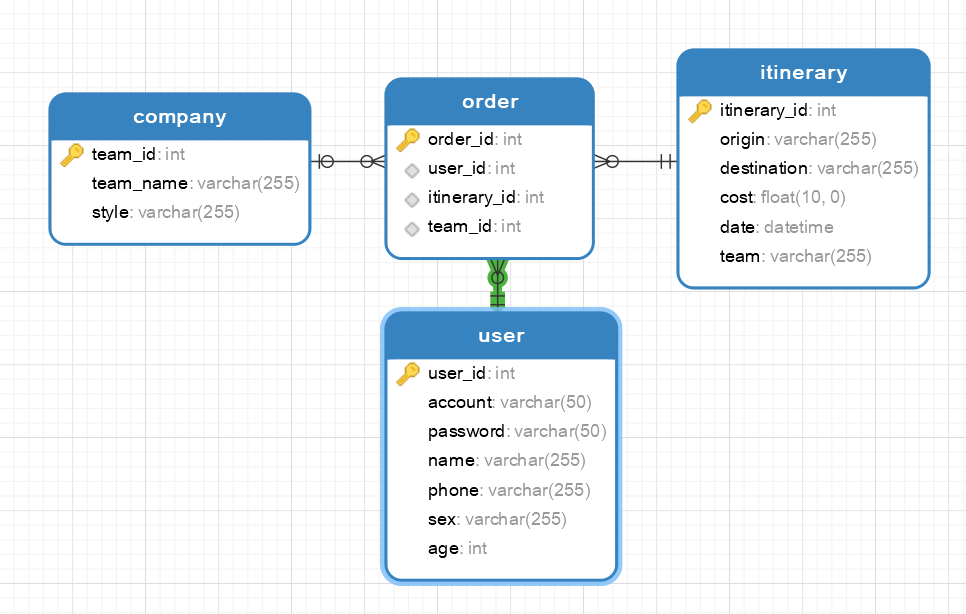 company
team_id: int
team_name: varchar(255)
style: varchar(255)
order
order_id: int
user_id: int
itinerary_id: int
team_id: int
itinerary
itinerary_id: int
origin: varchar(255)
destination: varchar(255)
cost: float(10, 0)
date: datetime
team: varchar(255)
user
user_id: int
account: varchar(50)
password: varchar(50)
name: varchar(255)
phone: varchar(255)
sex: varchar(255)
age: int